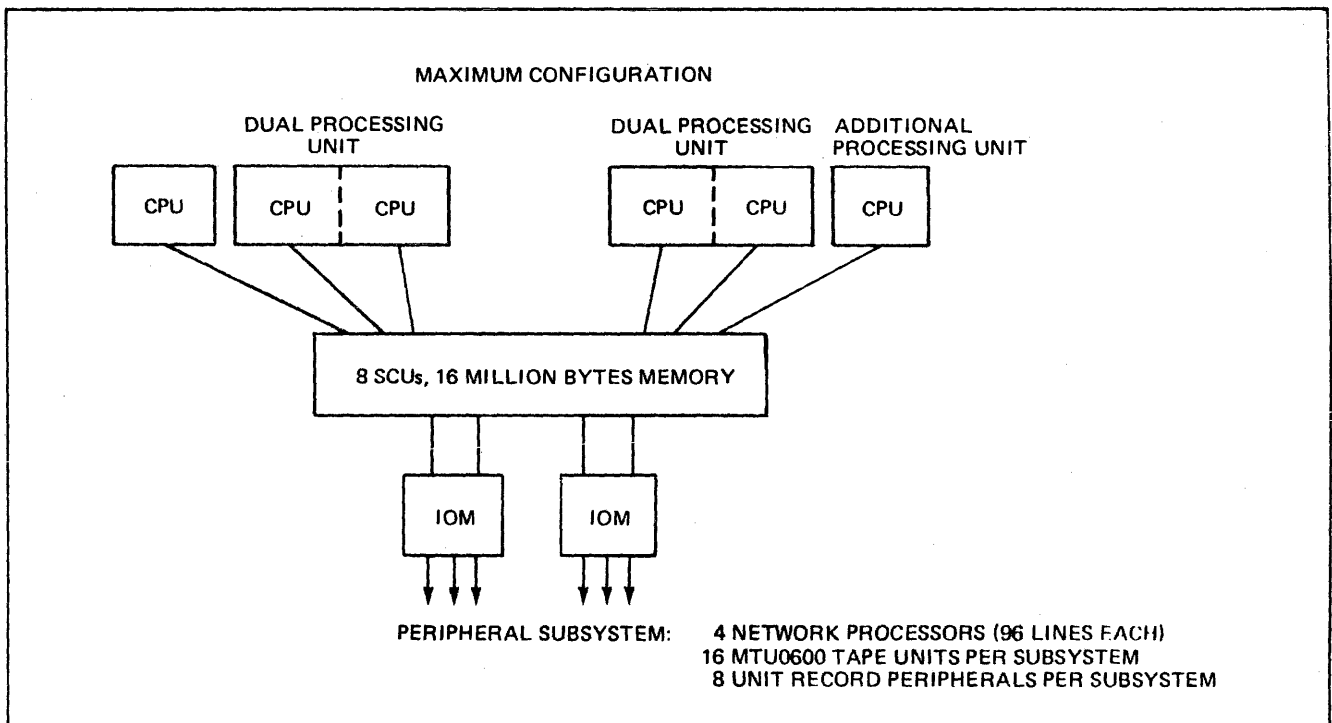 MAXIMUM CONFIGURATION
DUAL PROCESSING
UNIT
DUAL PROCESSING
UNIT
ADDITIONAL
PROCESSING UNIT
CPU
CPU
CPU
CPU
CPU
CPU
8 SCUs, 16 MILLION BYTES MEMORY
IOM
IOM
PERIPHERAL SUBSYSTEM: 4 NETWORK PROCESSORS (96 LINES EACH)
16 MTU0600 TAPE UNITS PER SUBSYSTEM
8 UNIT RECORD PERIPHERALS PER SUBSYSTEM